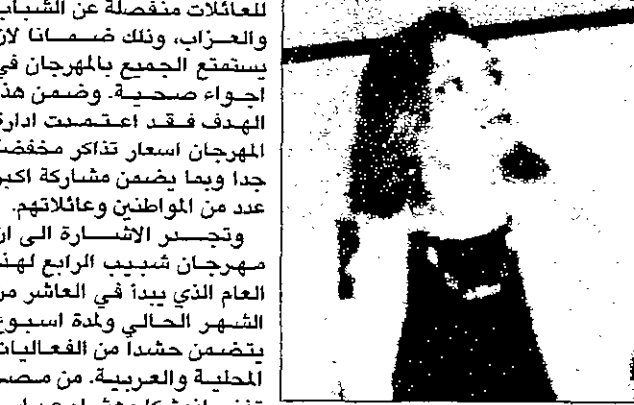 للعائلات منفصلة عن الشباب
والعزاب، وذلك ضمانا لان
يستمتع الجميع بالمهرجان في
اجواء صحية. وضمن هذ
الهدف فقد اعتمدت ادارة
المهرجان اسعار تذاكر مخفضة
جدا وبما يضمن مشاركة اكبر
عدد من المواطنين وعائلاتهم.
وتجدر الاشارة الى ان
مهرجان شبيب الرابع لهذ
العام الذي يبدأ في العاشر من
الشهر الحالي ولمدة اسبوع
يتضمن حشدا من الفعاليات
المحلية والعربية. من مصر